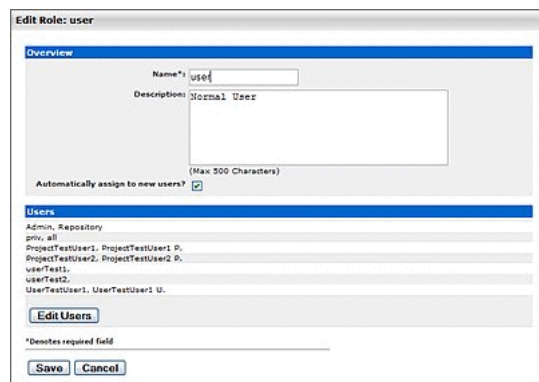 Edit Role: user
Overview
Name*: user
Description: Normal User
(Max 500 Characters)
Automatically assign to new users?
Users
Admin, Repository
priv, all
ProjectTestUser1, ProjectTestUser1 P.
ProjectTestUser2, ProjectTestUser2 P.
userTest1,
userTest2,
UserTestUser1, UserTestUser1 U.
Edit Users
*Denotes required field
Save Cancel